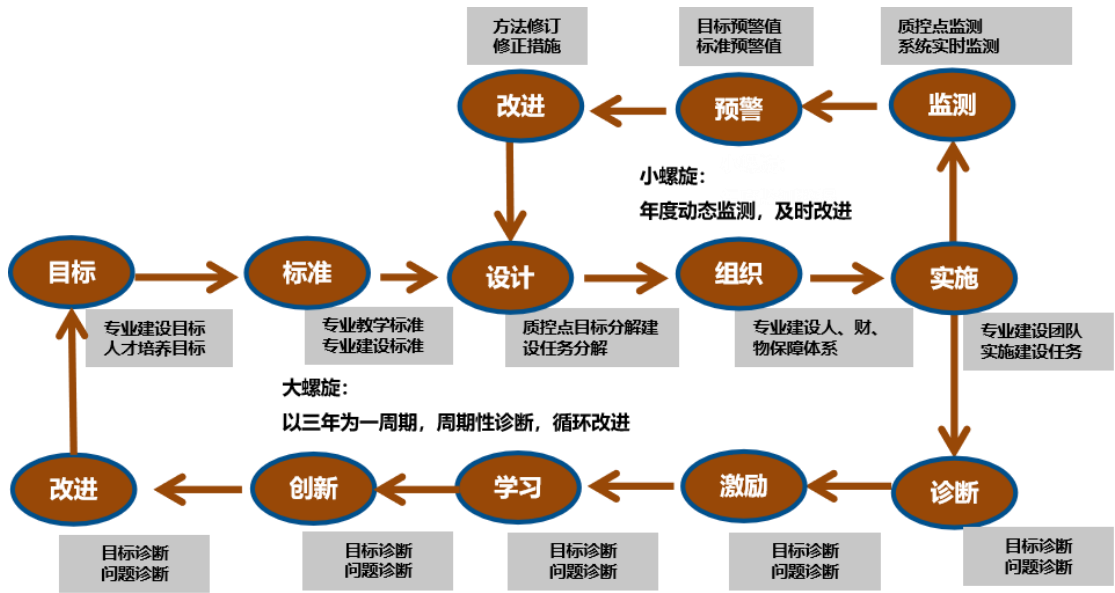 方法修订
修正措施
目标预警值
标准预警值
质控点监测
系统实时监测
改进
预警
监测
小螺旋：
年度动态监测，及时改进
目标
标准
设计
组织
实施
专业建设目标
人才培养目标
专业教学标准
专业建设标准
质控点目标分解建
设任务分解
专业建设人、财、
物保障体系
专业建设团队
实施建设任务
大螺旋：
以三年为一周期，周期性诊断，循环改进
改进
创新
学习
激励
诊断
目标诊断
问题诊断
目标诊断
问题诊断
目标诊断
问题诊断
目标诊断
问题诊断
目标诊断
问题诊断